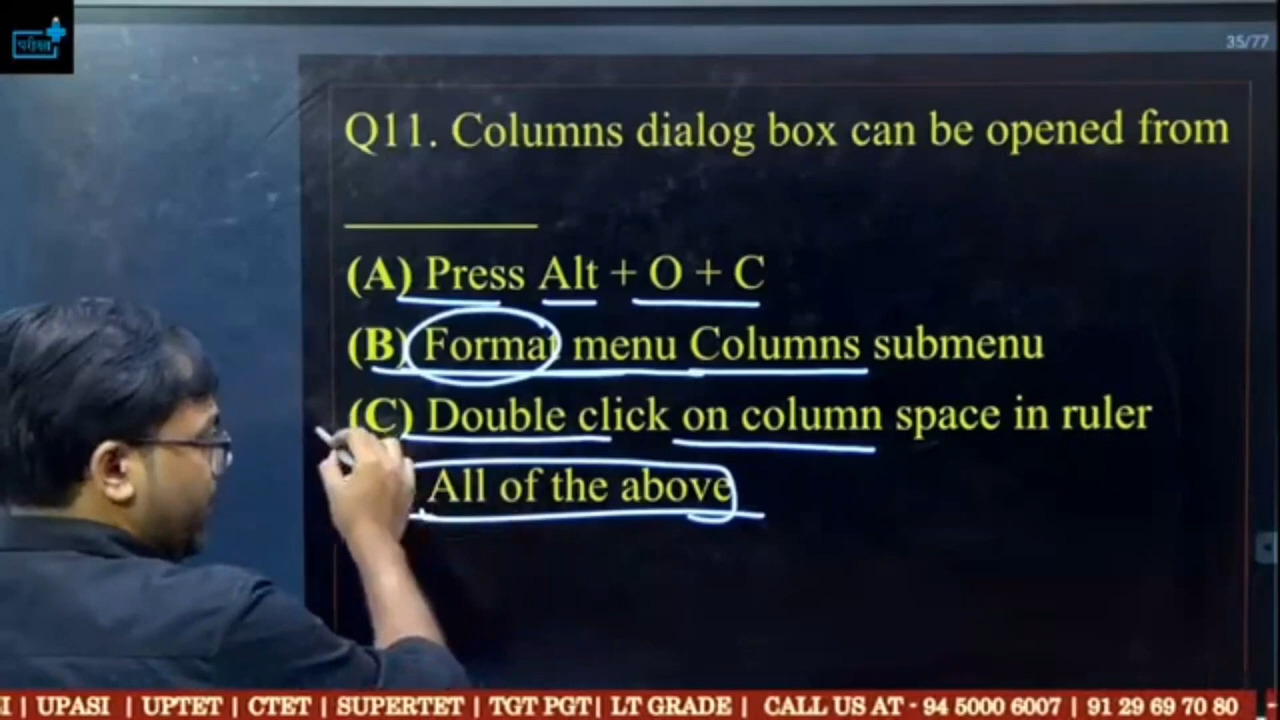 परीक्षा
35/77
Q11. Columns dialog box can be opened from
__________
(A) Press Alt + O + C
(B) Format menu Columns submenu
(C) Double click on column space in ruler
All of the above
I | UPASI | UPTET | CTET | SUPERTET | TGT PGT | LT GRADE | CALL US AT - 94 5000 6007 | 91 29 69 70 80